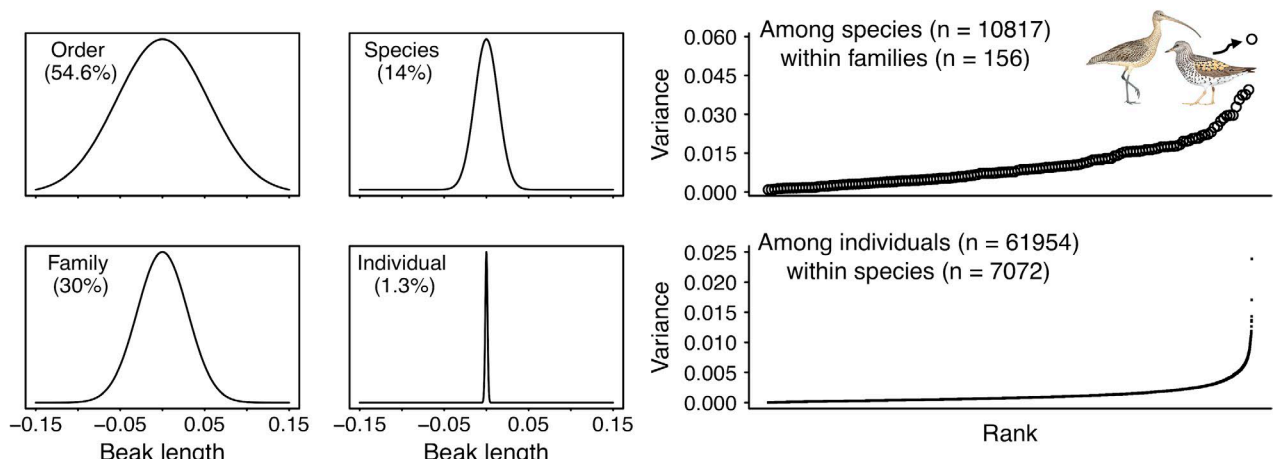 Order
(54.6%)
Species
(14%)
Family
(30%)
Individual
(1.3%)
−0.15 −0.05 0.05 0.15
Beak length
−0.15 −0.05 0.05 0.15
Beak length
Variance
0.060
0.045
0.030
0.015
0.000
Among species (n = 10817)
within families (n = 156)
Variance
0.025
0.020
0.015
0.010
0.005
0.000
Among individuals (n = 61954)
within species (n = 7072)
Rank